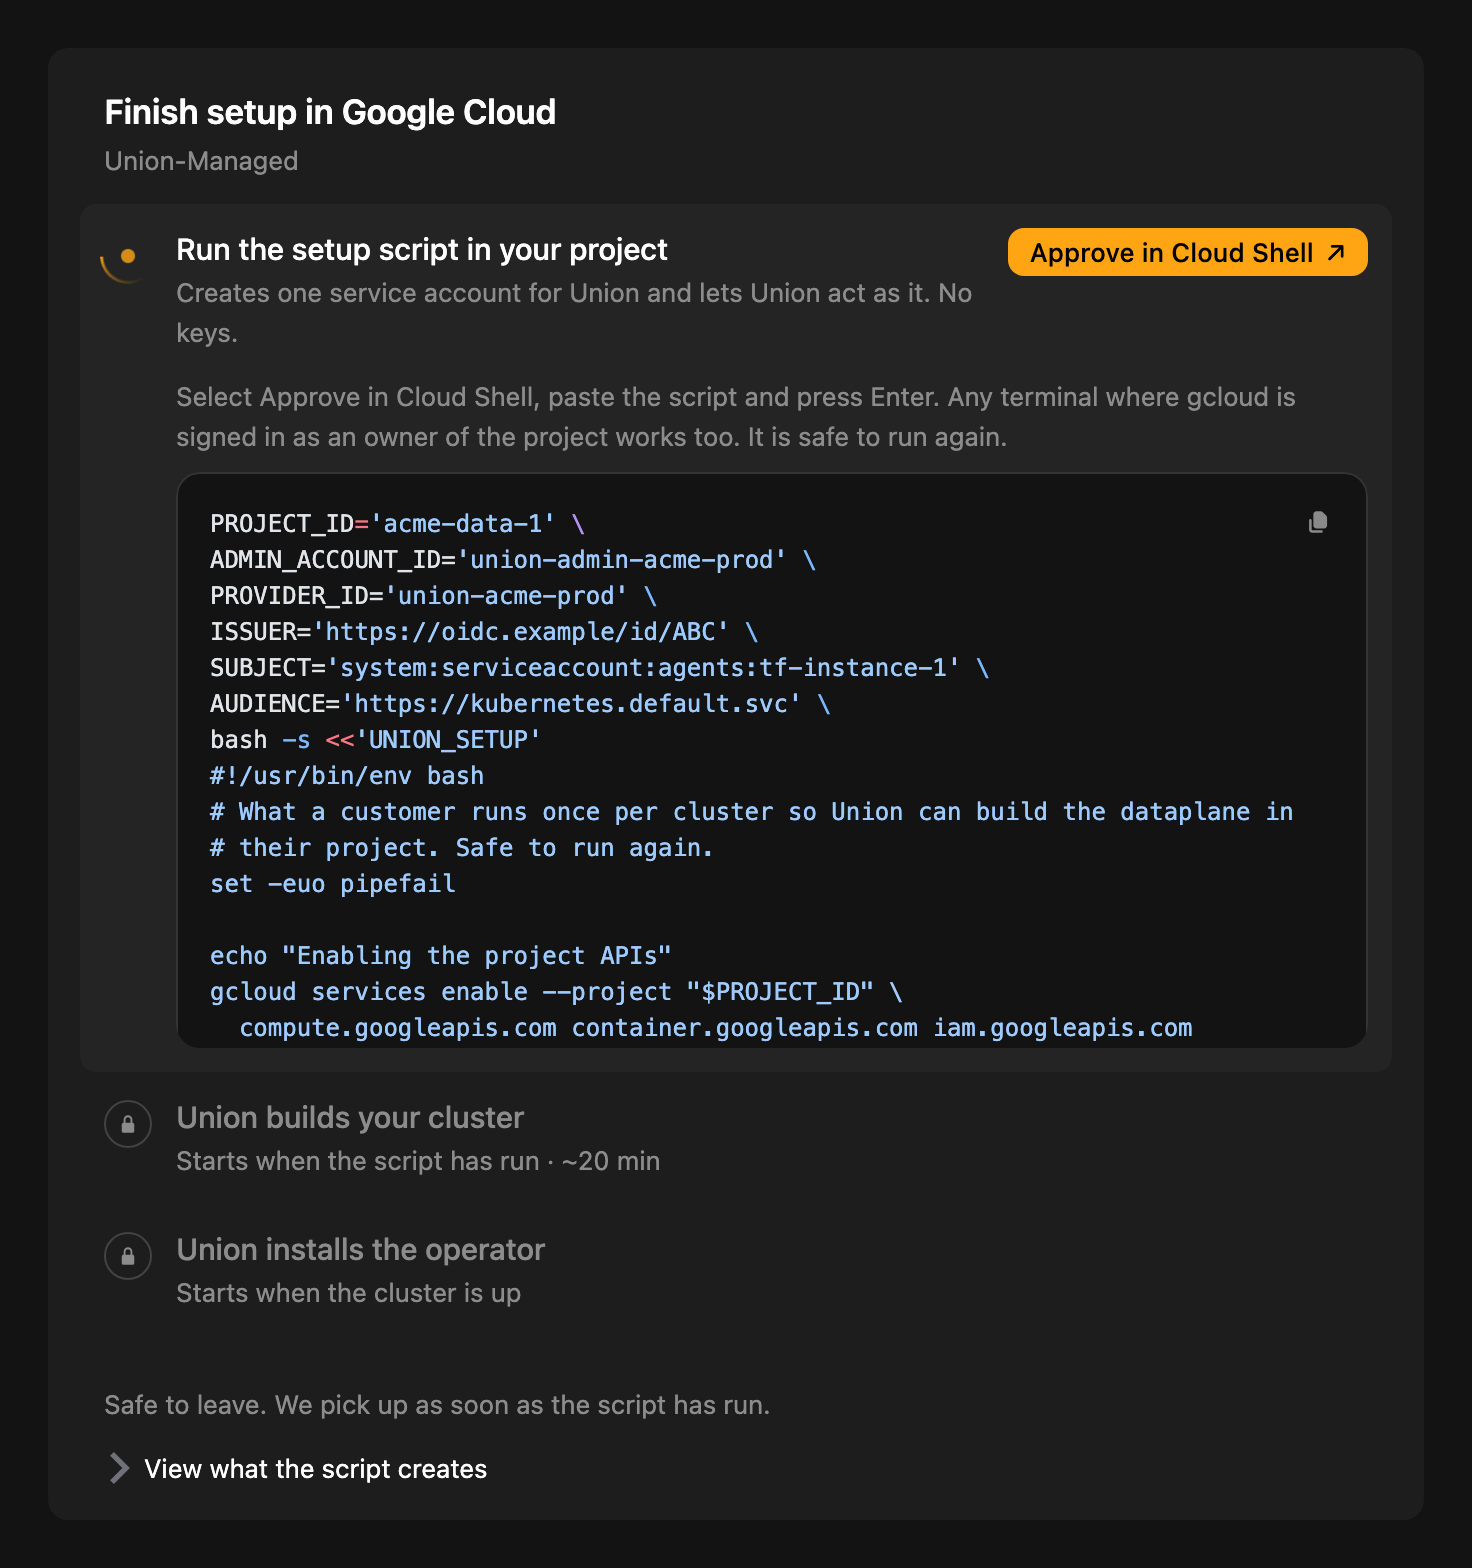 Finish setup in Google Cloud
Union-Managed
Run the setup script in your project
Approve in Cloud Shell ↗
Creates one service account for Union and lets Union act as it. No
keys.
Select Approve in Cloud Shell, paste the script and press Enter. Any terminal where gcloud is
signed in as an owner of the project works too. It is safe to run again.
PROJECT_ID='acme-data-1' \
ADMIN_ACCOUNT_ID='union-admin-acme-prod' \
PROVIDER_ID='union-acme-prod' \
ISSUER='https://oidc.example/id/ABC' \
SUBJECT='system:serviceaccount:agents:tf-instance-1' \
AUDIENCE='https://kubernetes.default.svc' \
bash -s <<'UNION_SETUP'
#!/usr/bin/env bash
# What a customer runs once per cluster so Union can build the dataplane in
# their project. Safe to run again.
set -euo pipefail
echo "Enabling the project APIs"
gcloud services enable --project "$PROJECT_ID" \
  compute.googleapis.com container.googleapis.com iam.googleapis.com
Union builds your cluster
Starts when the script has run · ~20 min
Union installs the operator
Starts when the cluster is up
Safe to leave. We pick up as soon as the script has run.
View what the script creates